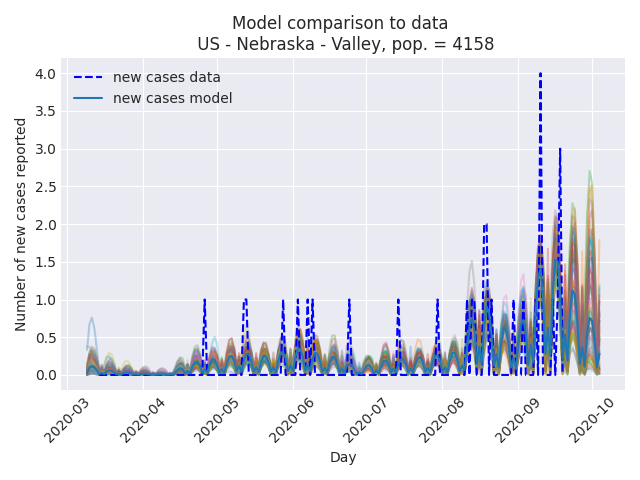 Model comparison to data
US - Nebraska - Valley, pop. = 4158
new cases data
new cases model
Number of new cases reported
4.0
3.5
3.0
2.5
2.0
1.5
1.0
0.5
0.0
2020-03
2020-04
2020-05
2020-06
2020-07
2020-08
2020-09
2020-10
Day